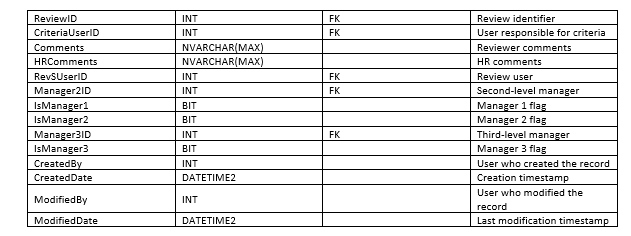 ReviewID INT FK Review identifier
CriteriaUserID INT FK User responsible for criteria
Comments NVARCHAR(MAX) Reviewer comments
HRComments NVARCHAR(MAX) HR comments
RevSUserID INT FK Review user
Manager2ID INT FK Second-level manager
IsManager1 BIT Manager 1 flag
IsManager2 BIT Manager 2 flag
Manager3ID INT FK Third-level manager
IsManager3 BIT Manager 3 flag
CreatedBy INT User who created the record
CreatedDate DATETIME2 Creation timestamp
ModifiedBy INT User who modified the
record
ModifiedDate DATETIME2 Last modification timestamp